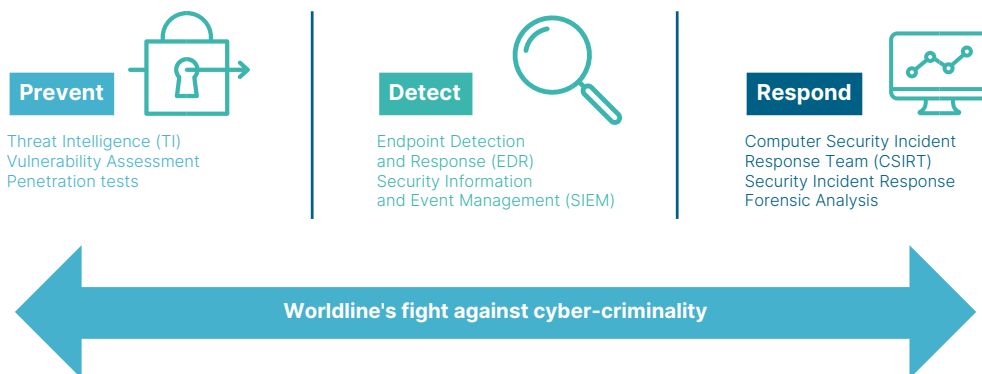 Prevent
Threat Intelligence (TI)
Vulnerability Assessment
Penetration tests
Detect
Endpoint Detection
and Response (EDR)
Security Information
and Event Management (SIEM)
Respond
Computer Security Incident
Response Team (CSIRT)
Security Incident Response
Forensic Analysis
Worldline's fight against cyber-criminality